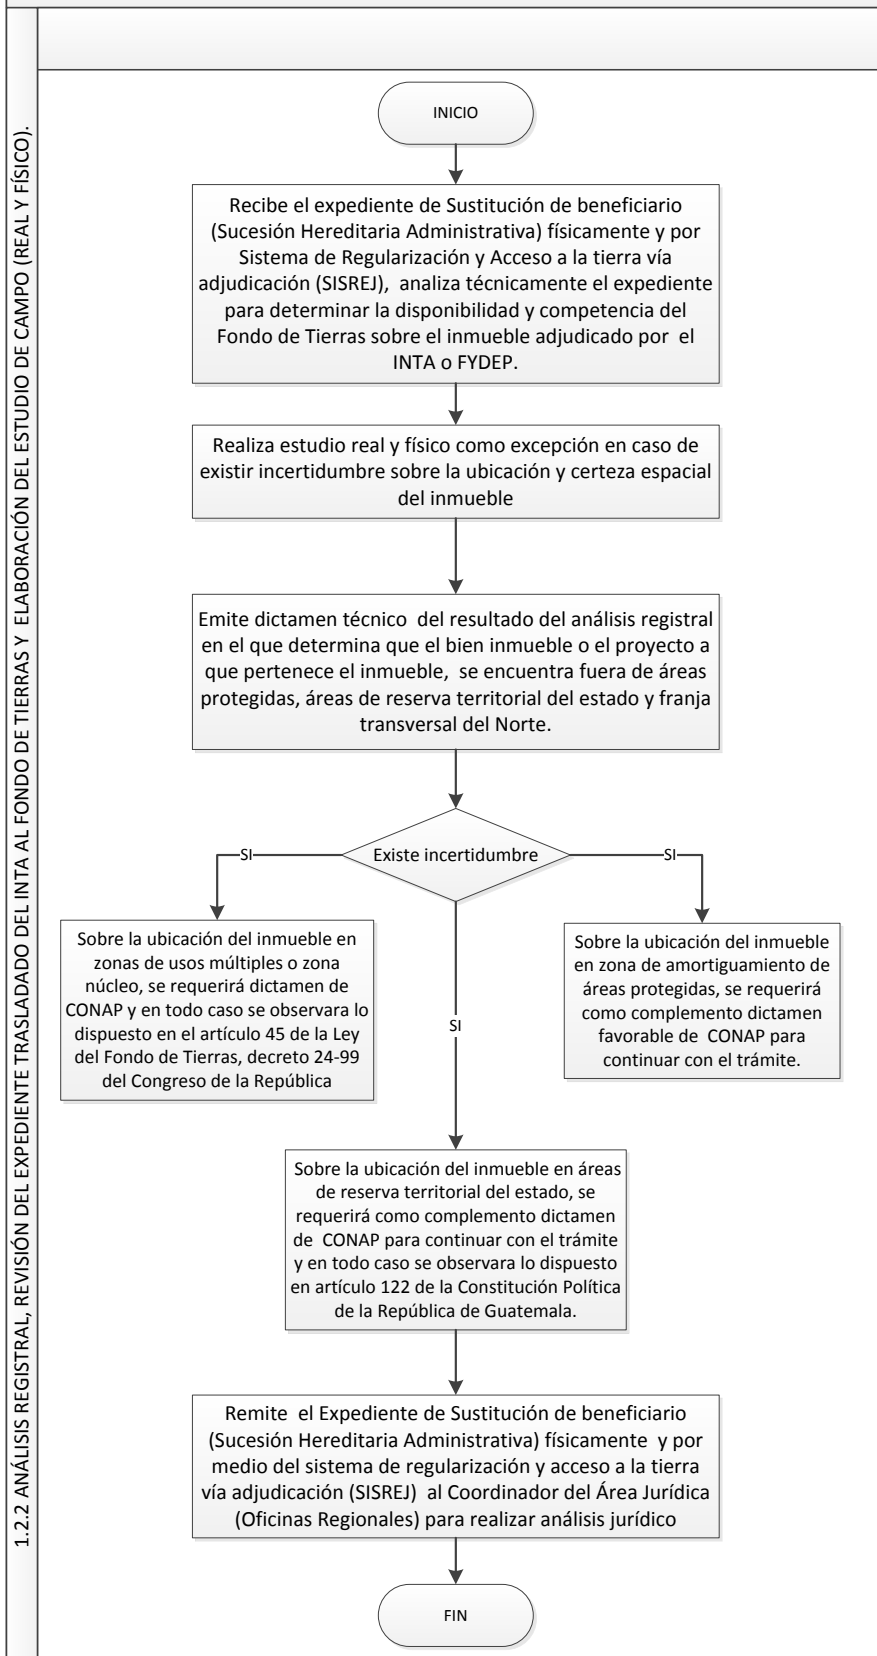 1.2.2 ANÁLISIS REGISTRAL, REVISIÓN DEL EXPEDIENTE TRASLADADO DEL INTA AL FONDO DE TIERRAS Y ELABORACIÓN DEL ESTUDIO DE CAMPO (REAL Y FÍSICO).
INICIO
Recibe el expediente de Sustitución de beneficiario
(Sucesión Hereditaria Administrativa) físicamente y por
Sistema de Regularización y Acceso a la tierra vía
adjudicación (SISREJ), analiza técnicamente el expediente
para determinar la disponibilidad y competencia del
Fondo de Tierras sobre el inmueble adjudicado por el
INTA o FYDEP.
Realiza estudio real y físico como excepción en caso de
existir incertidumbre sobre la ubicación y certeza espacial
del inmueble
Emite dictamen técnico del resultado del análisis registral
en el que determina que el bien inmueble o el proyecto a
que pertenece el inmueble, se encuentra fuera de áreas
protegidas, áreas de reserva territorial del estado y franja
transversal del Norte.
Existe incertidumbre
SI
SI
SI
Sobre la ubicación del inmueble en
zonas de usos múltiples o zona
núcleo, se requerirá dictamen de
CONAP y en todo caso se observara lo
dispuesto en el artículo 45 de la Ley
del Fondo de Tierras, decreto 24-99
del Congreso de la República
Sobre la ubicación del inmueble
en zona de amortiguamiento de
áreas protegidas, se requerirá
como complemento dictamen
favorable de CONAP para
continuar con el trámite.
Sobre la ubicación del inmueble en áreas
de reserva territorial del estado, se
requerirá como complemento dictamen
de CONAP para continuar con el trámite
y en todo caso se observara lo dispuesto
en artículo 122 de la Constitución Política
de la República de Guatemala.
Remite el Expediente de Sustitución de beneficiario
(Sucesión Hereditaria Administrativa) físicamente y por
medio del sistema de regularización y acceso a la tierra
vía adjudicación (SISREJ) al Coordinador del Área Jurídica
(Oficinas Regionales) para realizar análisis jurídico
FIN